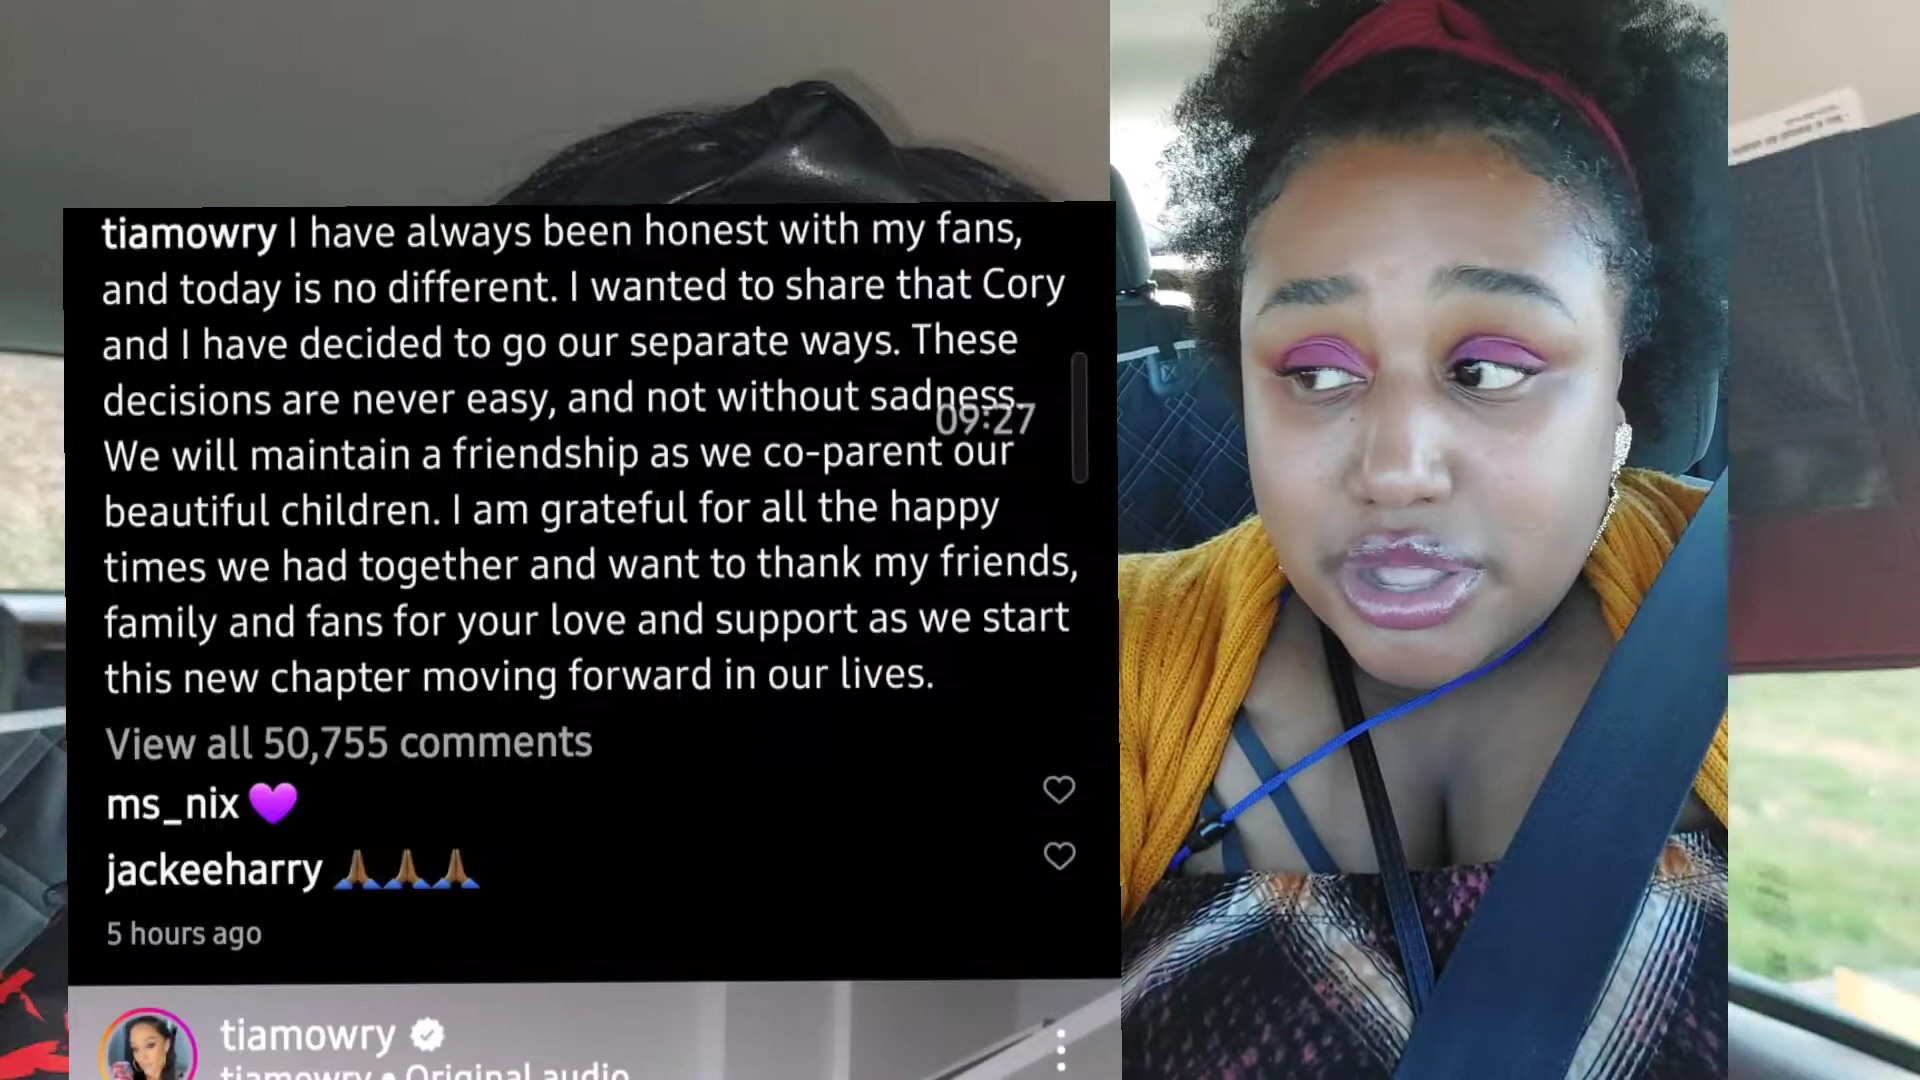 tiamowry I have always been honest with my fans,
and today is no different. I wanted to share that Cory
and I have decided to go our separate ways. These
decisions are never easy, and not without sadness.
09:27
We will maintain a friendship as we co-parent our
beautiful children. I am grateful for all the happy
times we had together and want to thank my friends,
family and fans for your love and support as we start
this new chapter moving forward in our lives.
View all 50,755 comments
ms_nix 💜
jackeeharry 🙏🏾🙏🏾🙏🏾
5 hours ago
tiamowry
tiamowry • Original audio